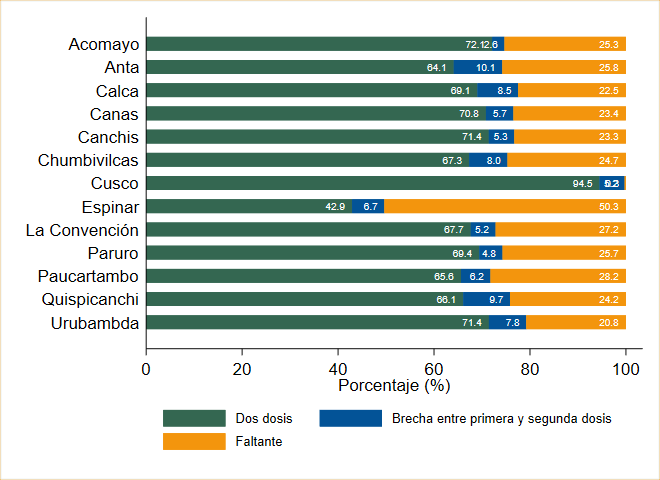 Acomayo 72.1 2.6 25.3
Anta 64.1 10.1 25.8
Calca 69.1 8.5 22.5
Canas 70.8 5.7 23.4
Canchis 71.4 5.3 23.3
Chumbivilcas 67.3 8.0 24.7
Cusco 94.5
Espinar 42.9 6.7 50.3
La Convención 67.7 5.2 27.2
Paruro 69.4 4.8 25.7
Paucartambo 65.6 6.2 28.2
Quispicanchi 66.1 9.7 24.2
Urubambda 71.4 7.8 20.8
0 20 40 60 80 100
Porcentaje (%)
Dos dosis Brecha entre primera y segunda dosis
Faltante